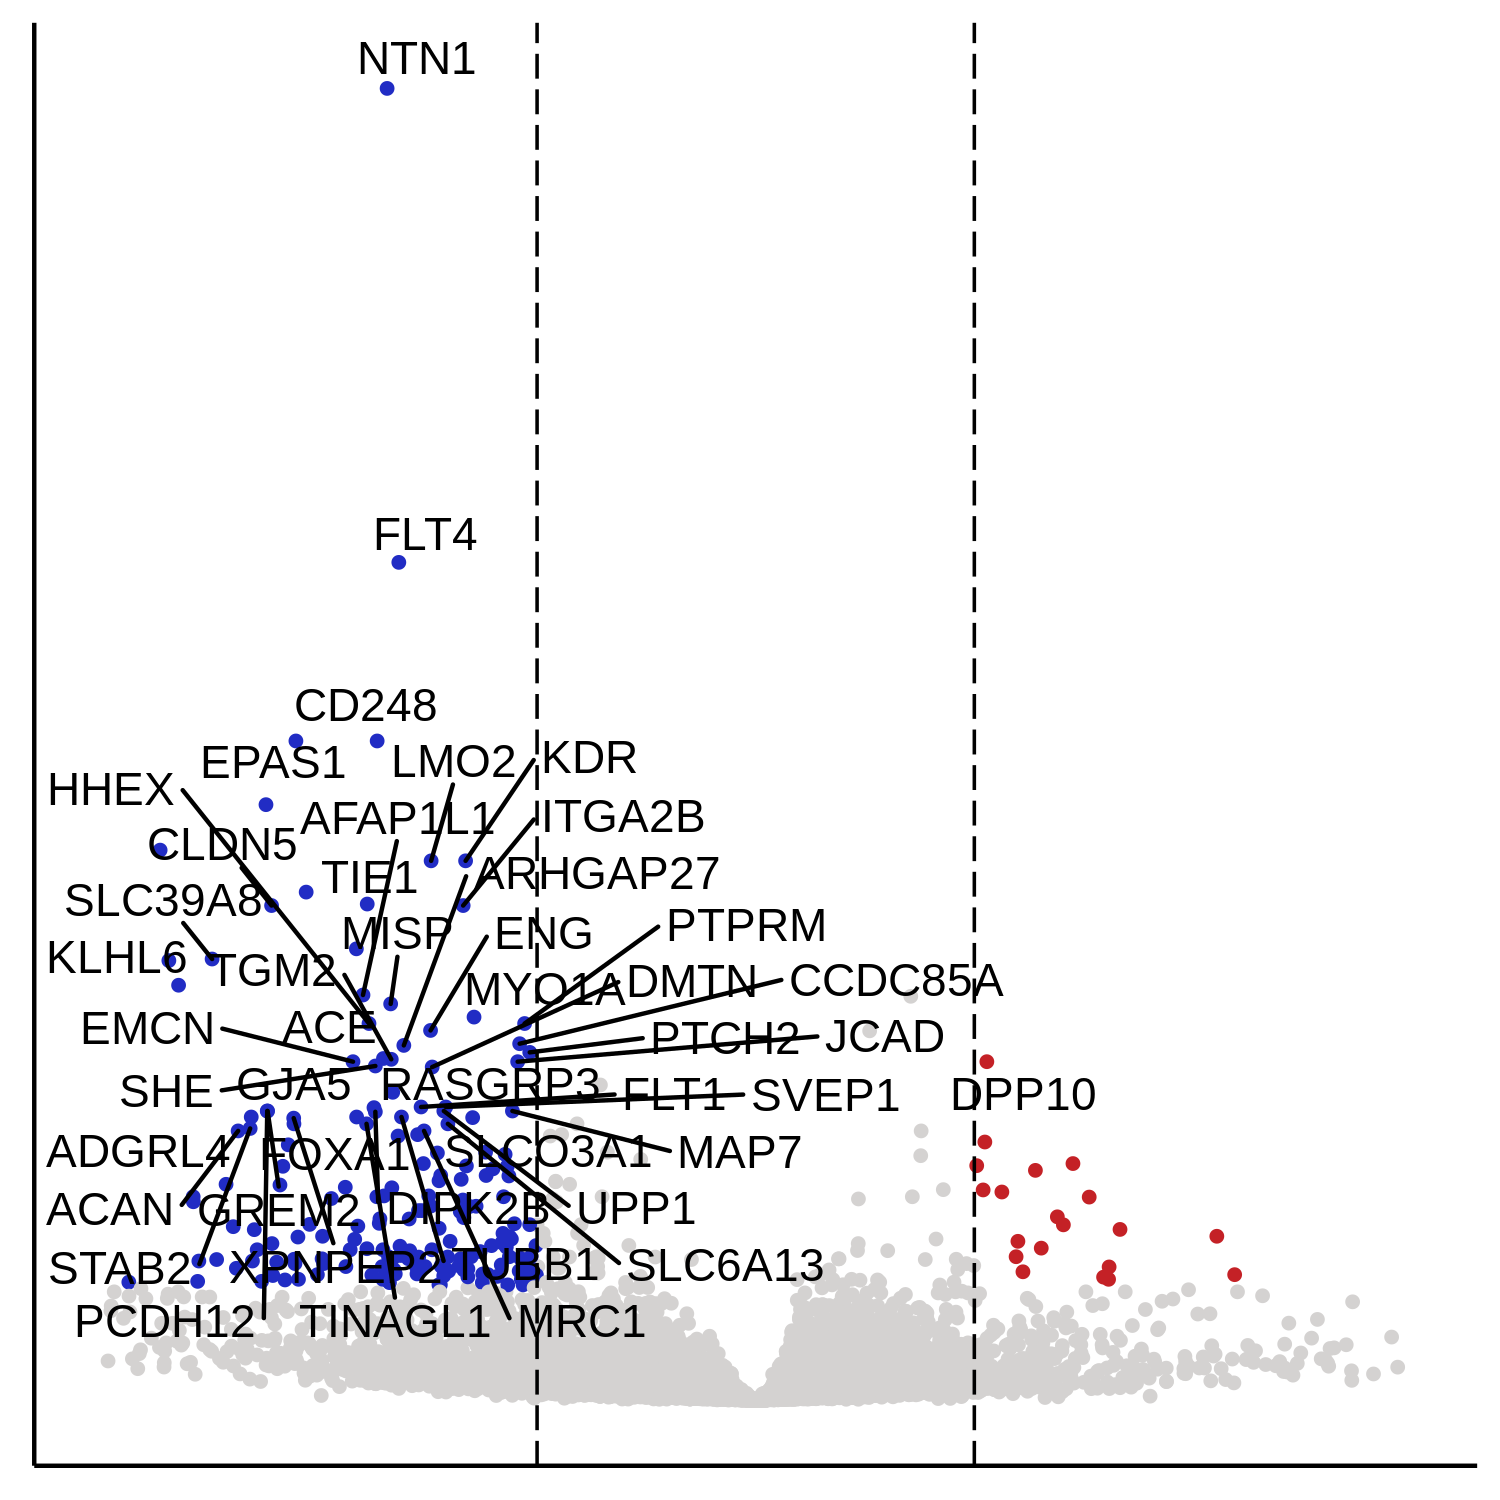 NTN1
FLT4
CD248
EPAS1
LMO2
KDR
HHEX
AFAP1L1
ITGA2B
CLDN5
TIE1
ARHGAP27
SLC39A8
MISP
ENG
PTPRM
KLHL6
TGM2
MYO1A
DMTN
CCDC85A
EMCN
ACE
PTCH2
JCAD
SHE
GJA5
RASGRP3
FLT1
SVEP1
DPP10
ADGRL4
FOXA1
SLCO3A1
MAP7
ACAN
GREM2
DIPK2B
UPP1
STAB2
XPNPEP2
TUBB1
SLC6A13
PCDH12
TINAGL1
MRC1